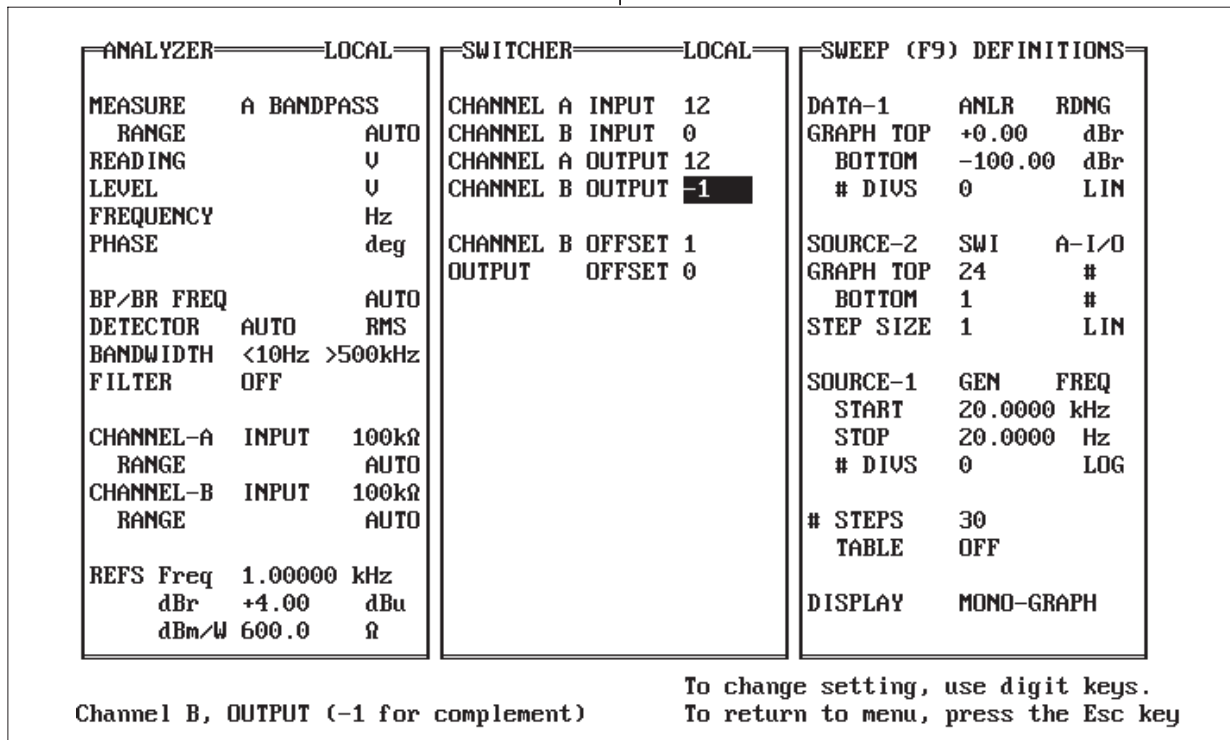 ANALYZER LOCAL
MEASURE A BANDPASS
RANGE AUTO
READING V
LEVEL V
FREQUENCY Hz
PHASE deg
BP/BR FREQ AUTO
DETECTOR AUTO RMS
BANDWIDTH <10Hz >500kHz
FILTER OFF
CHANNEL-A INPUT 100kΩ
RANGE AUTO
CHANNEL-B INPUT 100kΩ
RANGE AUTO
REFS Freq 1.00000 kHz
dBr +4.00 dBu
dBm/W 600.0 Ω
SWITCHER LOCAL
CHANNEL A INPUT 12
CHANNEL B INPUT 0
CHANNEL A OUTPUT 12
CHANNEL B OUTPUT -1
CHANNEL B OFFSET 1
OUTPUT OFFSET 0
SWEEP (F9) DEFINITIONS
DATA-1 ANLR RDNG
GRAPH TOP +0.00 dBr
BOTTOM -100.00 dBr
# DIVS 0 LIN
SOURCE-2 SWI A-I/O
GRAPH TOP 24 #
BOTTOM 1 #
STEP SIZE 1 LIN
SOURCE-1 GEN FREQ
START 20.0000 kHz
STOP 20.0000 Hz
# DIVS 0 LOG
# STEPS 30
TABLE OFF
DISPLAY MONO-GRAPH
Channel B, OUTPUT (-1 for complement)
To change setting, use digit keys.
To return to menu, press the Esc key